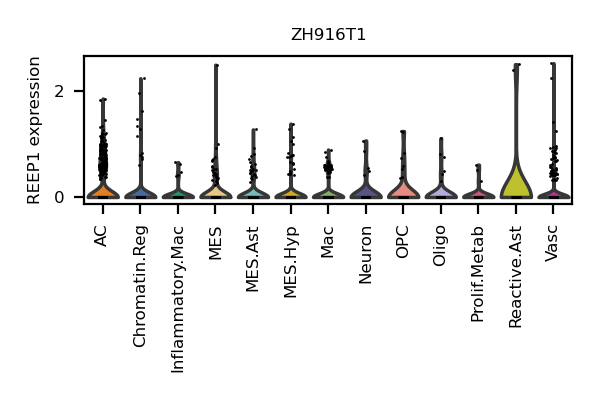 ZH916T1
REEP1 expression
2
0
AC
Chromatin.Reg
Inflammatory.Mac
MES
MES.Ast
MES.Hyp
Mac
Neuron
OPC
Oligo
Prolif.Metab
Reactive.Ast
Vasc